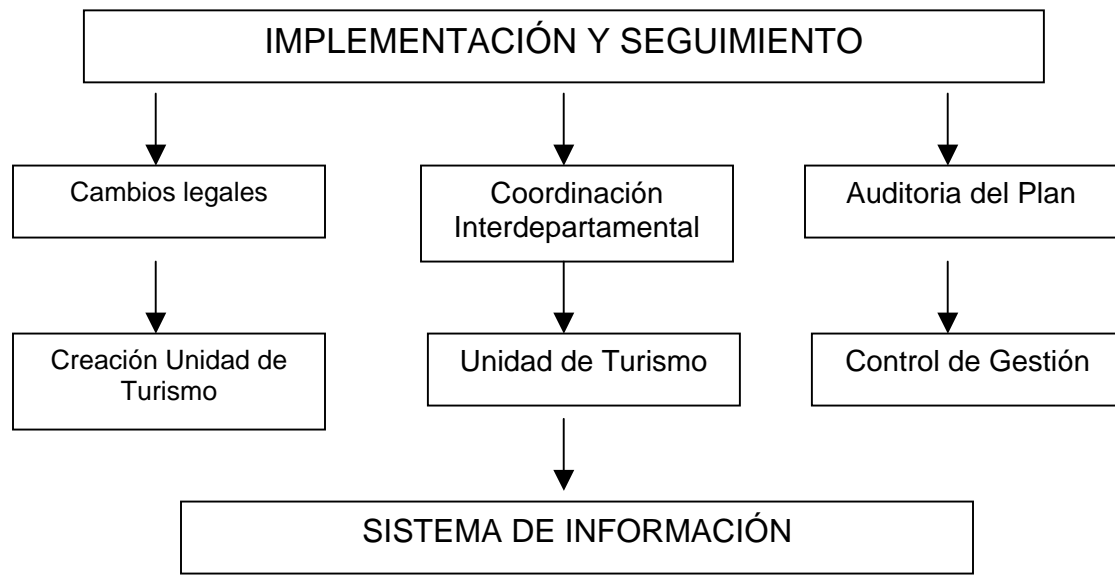 IMPLEMENTACIÓN Y SEGUIMIENTO
Cambios legales
Coordinación
Interdepartamental
Auditoria del Plan
Creación Unidad de
Turismo
Unidad de Turismo
Control de Gestión
SISTEMA DE INFORMACIÓN